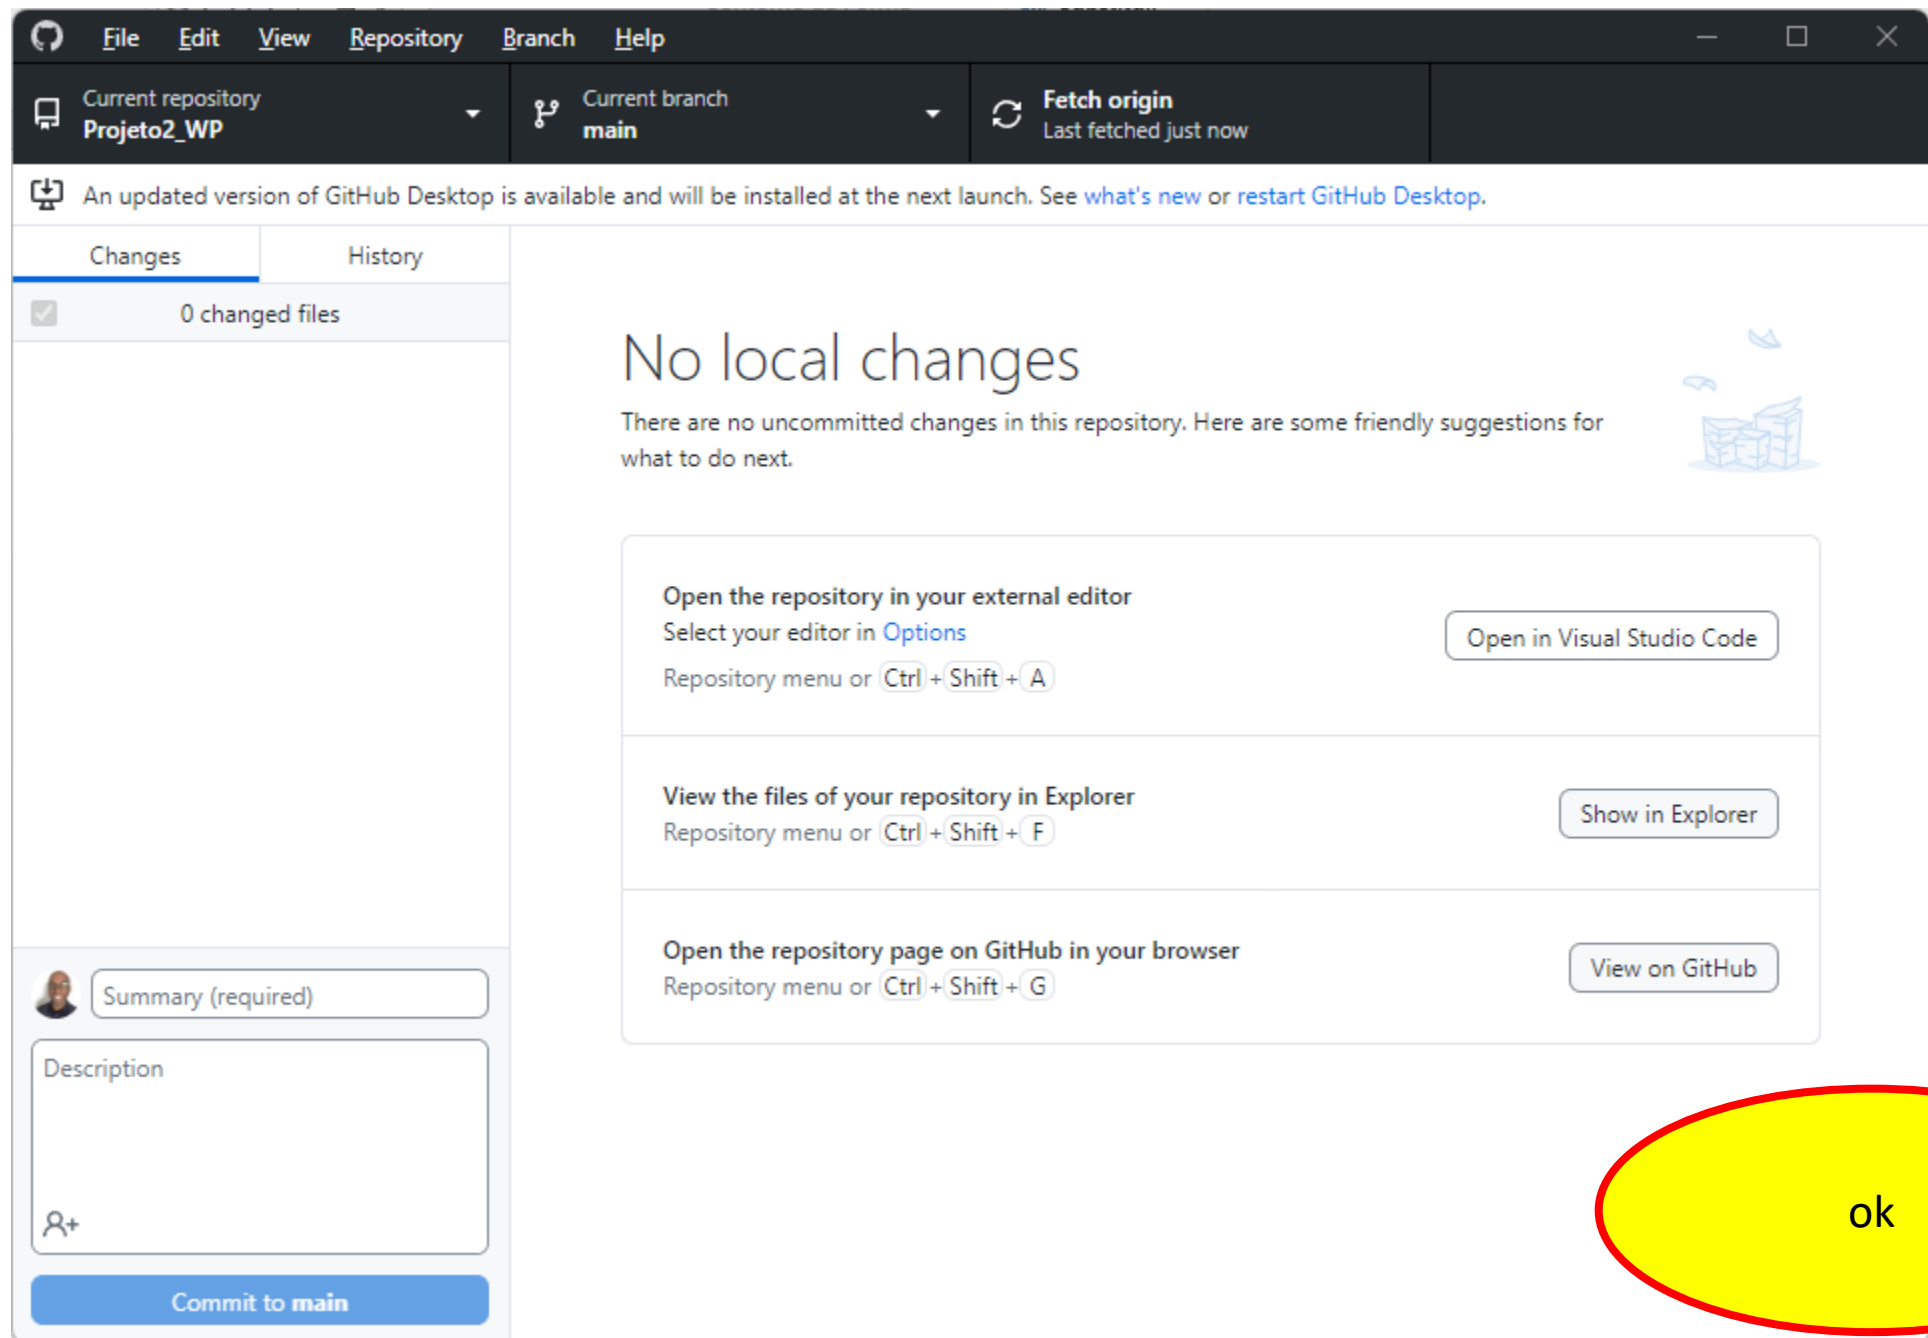 File Edit View Repository Branch Help
Current repository
Projeto2_WP
Current branch
main
Fetch origin
Last fetched just now
An updated version of GitHub Desktop is available and will be installed at the next launch. See what's new or restart GitHub Desktop.
Changes History
0 changed files
No local changes
There are no uncommitted changes in this repository. Here are some friendly suggestions for
what to do next.
Open the repository in your external editor
Select your editor in Options
Repository menu or Ctrl + Shift + A
Open in Visual Studio Code
View the files of your repository in Explorer
Repository menu or Ctrl + Shift + F
Show in Explorer
Open the repository page on GitHub in your browser
Repository menu or Ctrl + Shift + G
View on GitHub
Summary (required)
Description
Commit to main
ok